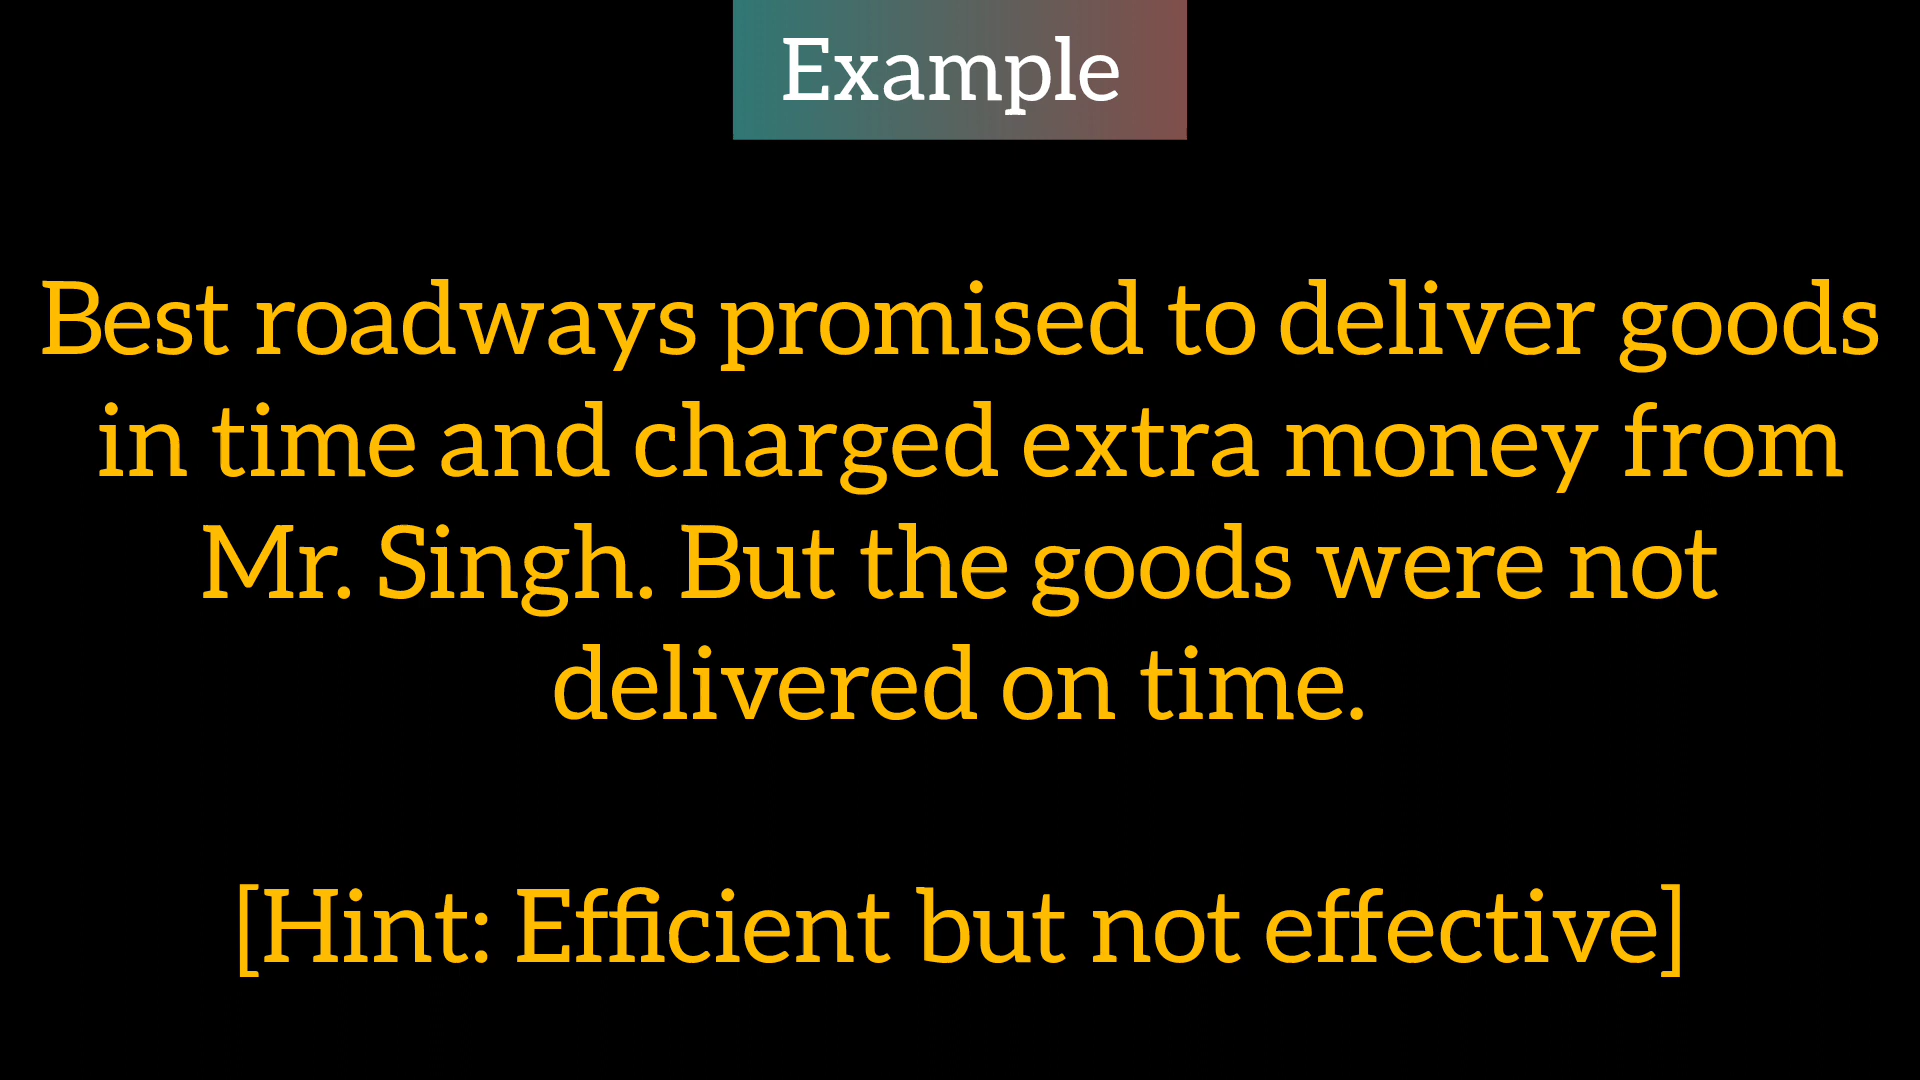 Example
Best roadways promised to deliver goods
in time and charged extra money from
Mr. Singh. But the goods were not
delivered on time.
[Hint: Efficient but not effective]